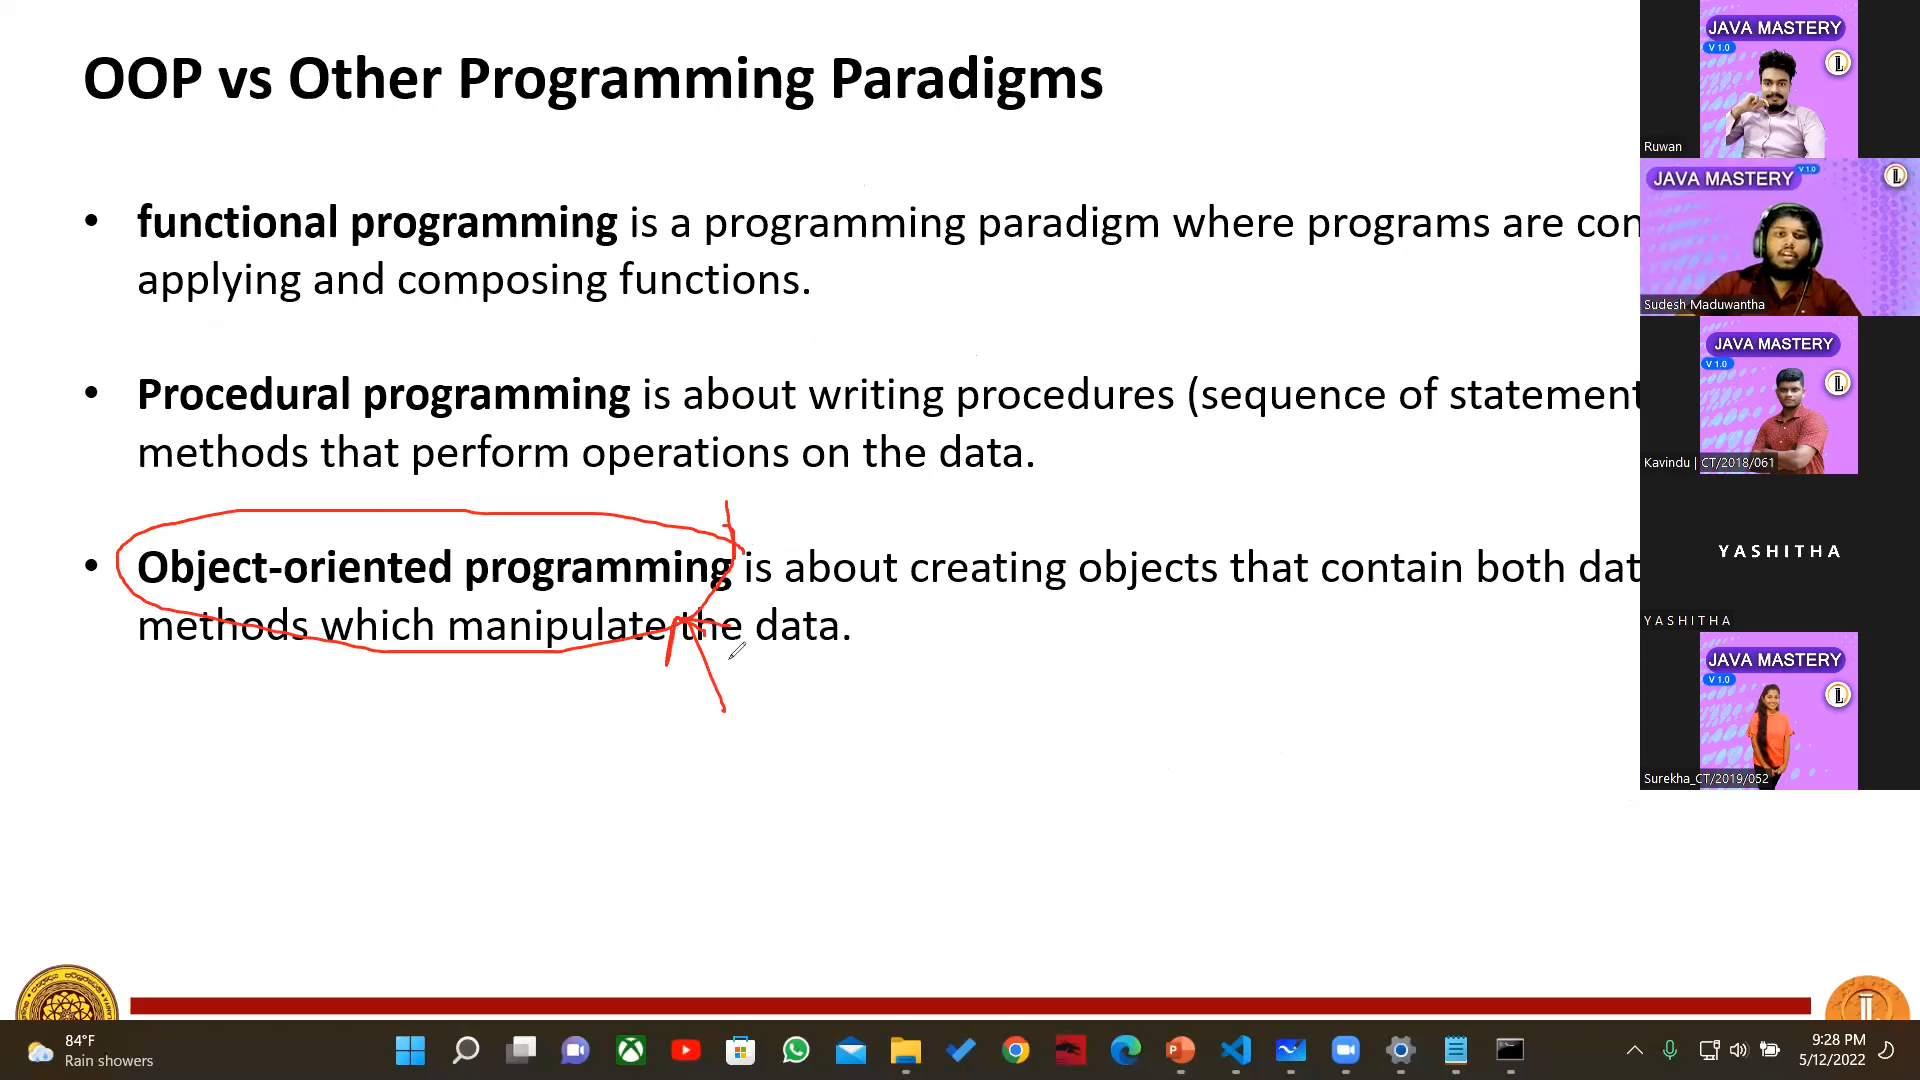 OOP vs Other Programming Paradigms
• functional programming is a programming paradigm where programs are con
applying and composing functions.
• Procedural programming is about writing procedures (sequence of statement
methods that perform operations on the data.
• Object-oriented programming is about creating objects that contain both dat
methods which manipulate the data.
JAVA MASTERY
V 1.0
Ruwan
JAVA MASTERY
V 1.0
Sudesh Maduwantha
JAVA MASTERY
V 1.0
Kavindu | CT/2018/061
YASHITHA
YASHITHA
JAVA MASTERY
V 1.0
Surekha_CT/2019/052
84°F
Rain showers
9:28 PM
5/12/2022